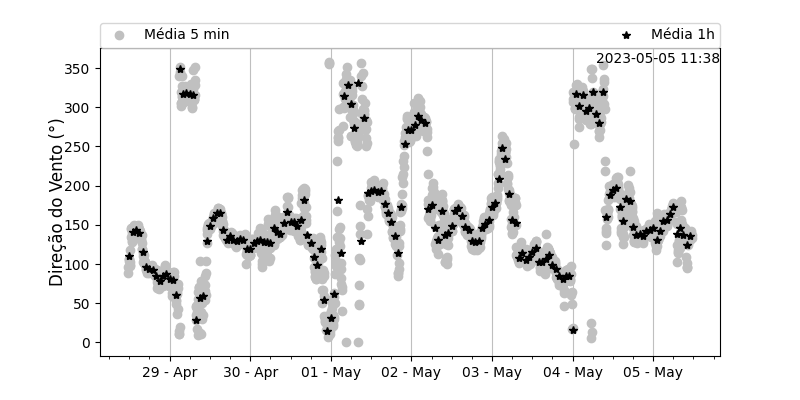 Média 5 min
Média 1h
2023-05-05 11:38
Direção do Vento (°)
350
300
250
200
150
100
50
0
29 - Apr
30 - Apr
01 - May
02 - May
03 - May
04 - May
05 - May